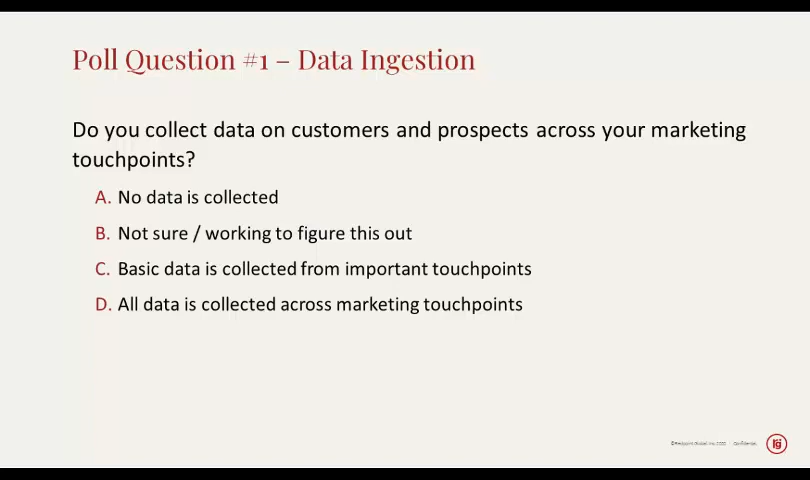 Poll Question #1 – Data Ingestion
Do you collect data on customers and prospects across your marketing
touchpoints?
A. No data is collected
B. Not sure / working to figure this out
C. Basic data is collected from important touchpoints
D. All data is collected across marketing touchpoints
Confidential